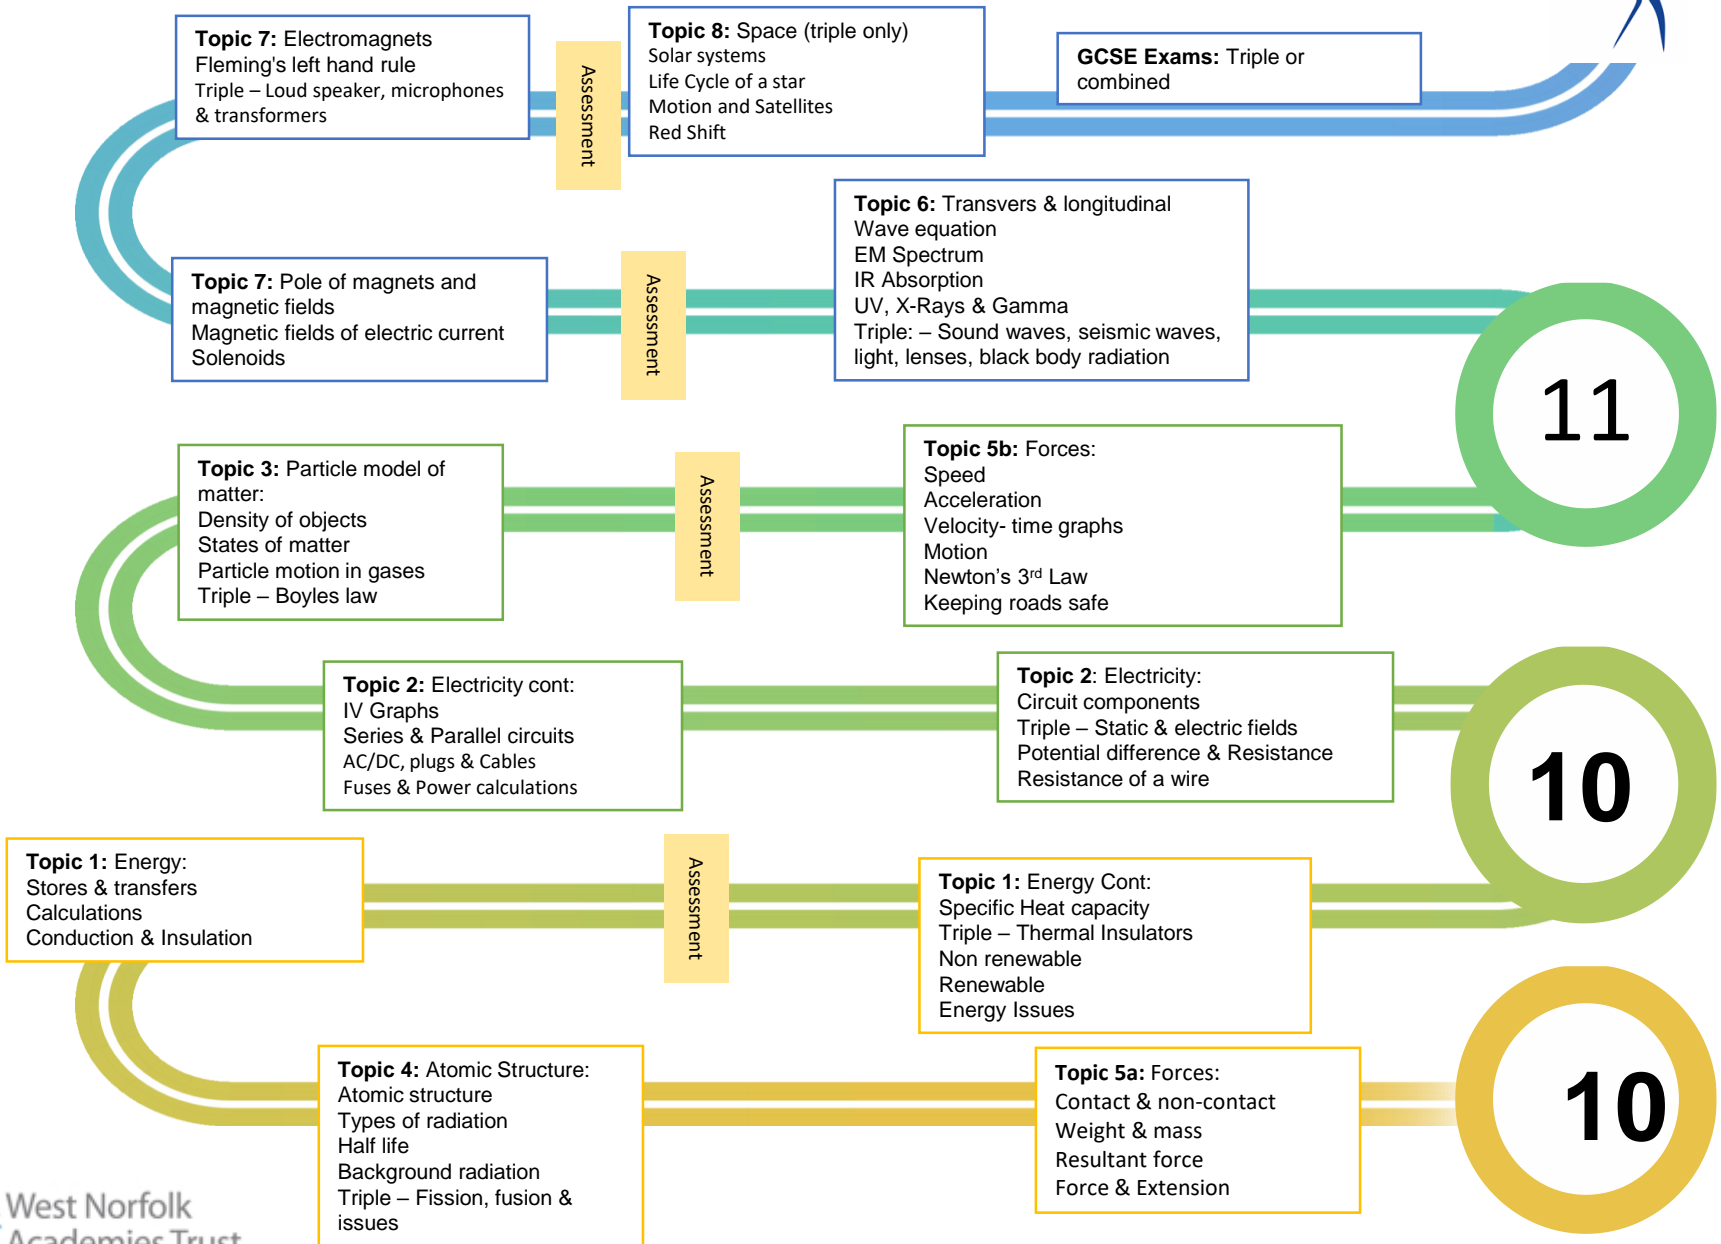 Topic 7: Electromagnets
Fleming's left hand rule
Triple – Loud speaker, microphones
& transformers
Assessment
Topic 8: Space (triple only)
Solar systems
Life Cycle of a star
Motion and Satellites
Red Shift
GCSE Exams: Triple or
combined
Topic 7: Pole of magnets and
magnetic fields
Magnetic fields of electric current
Solenoids
Assessment
Topic 6: Transvers & longitudinal
Wave equation
EM Spectrum
IR Absorption
UV, X-Rays & Gamma
Triple: – Sound waves, seismic waves,
light, lenses, black body radiation
11
Topic 3: Particle model of
matter:
Density of objects
States of matter
Particle motion in gases
Triple – Boyles law
Assessment
Topic 5b: Forces:
Speed
Acceleration
Velocity- time graphs
Motion
Newton's 3rd Law
Keeping roads safe
Topic 2: Electricity cont:
IV Graphs
Series & Parallel circuits
AC/DC, plugs & Cables
Fuses & Power calculations
Topic 2: Electricity:
Circuit components
Triple – Static & electric fields
Potential difference & Resistance
Resistance of a wire
10
Topic 1: Energy:
Stores & transfers
Calculations
Conduction & Insulation
Assessment
Topic 1: Energy Cont:
Specific Heat capacity
Triple – Thermal Insulators
Non renewable
Renewable
Energy Issues
Topic 4: Atomic Structure:
Atomic structure
Types of radiation
Half life
Background radiation
Triple – Fission, fusion &
issues
Topic 5a: Forces:
Contact & non-contact
Weight & mass
Resultant force
Force & Extension
10
West Norfolk
Academies Trust